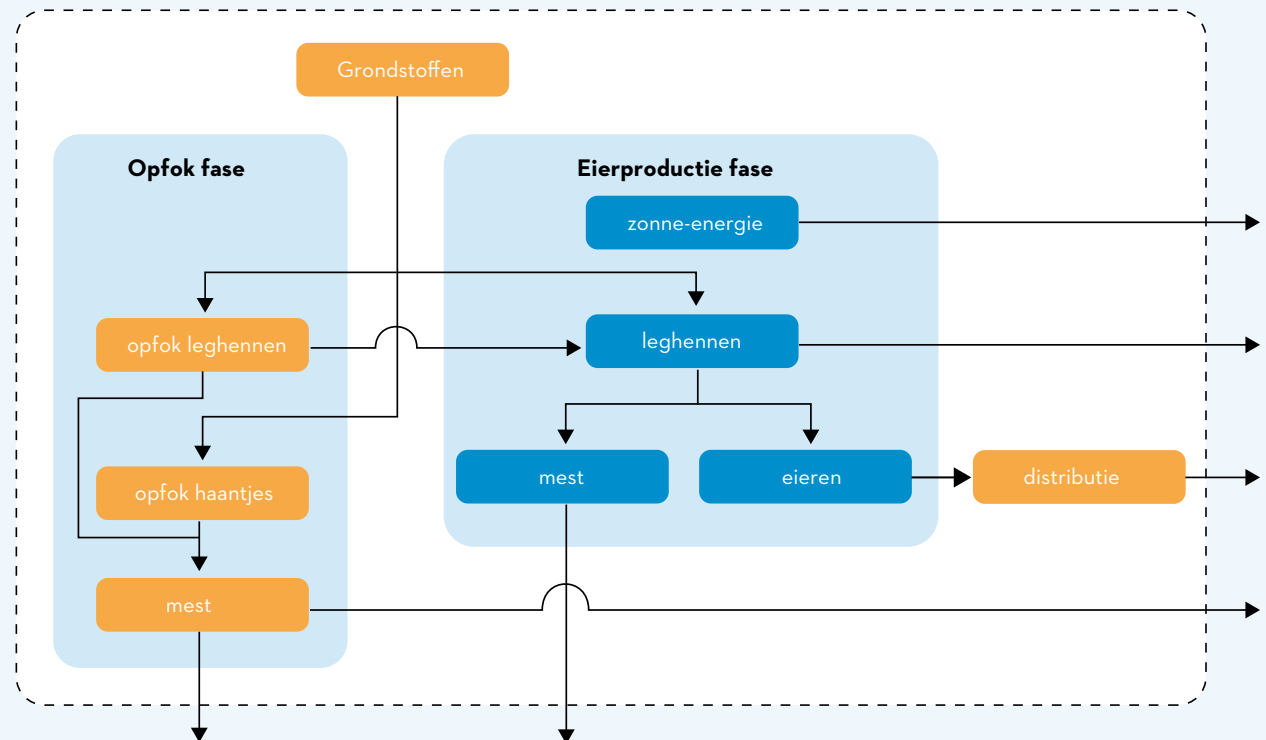 Grondstoffen
Opfok fase
opfok leghennen
opfok haantjes
mest
Eierproductie fase
zonne-energie
leghennen
mest
eieren
distributie